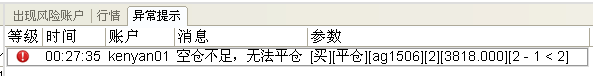 出现风险账户 行情 异常提示
等级 时间 账户 消息 参数
00:27:35 kenyan01 空仓不足，无法平仓 [买][平仓][ag1506][2][3818.000][2 - 1 < 2]